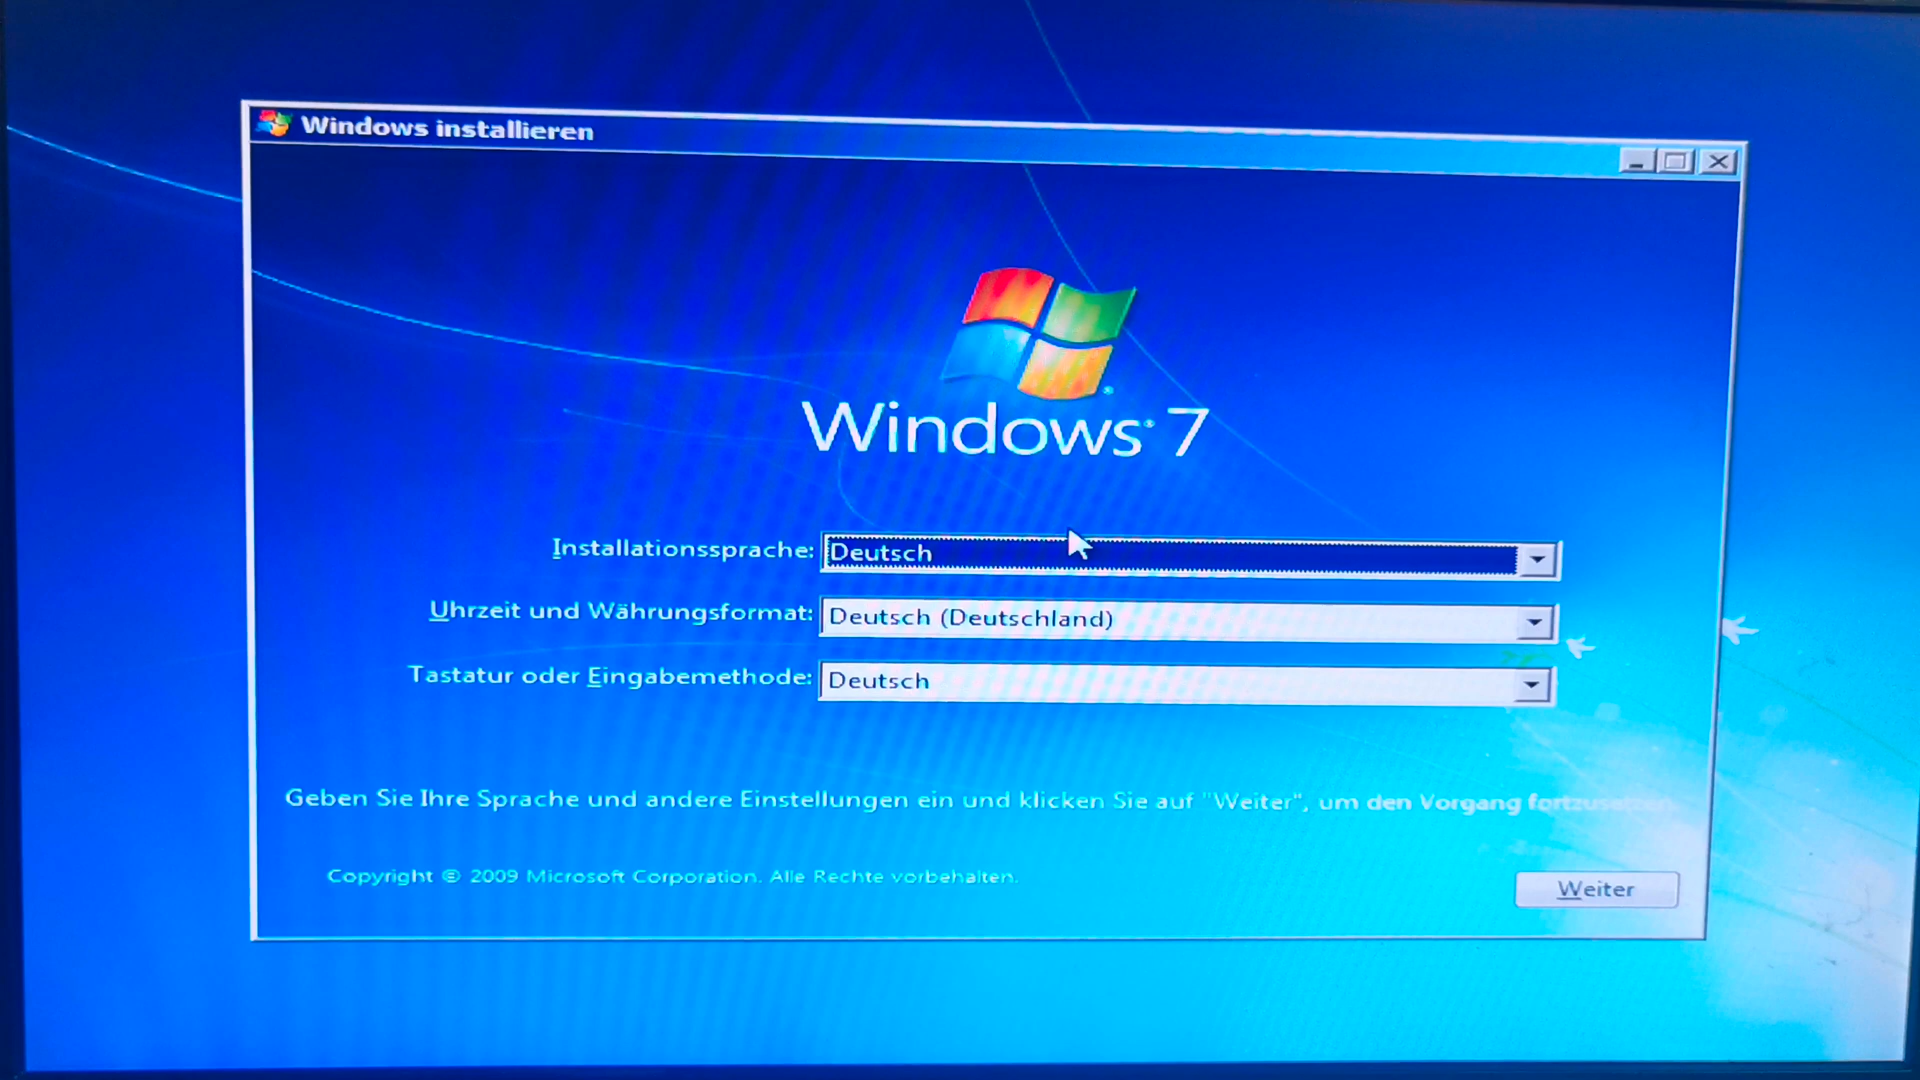 Windows installieren
Windows® 7
Installationssprache: Deutsch
Uhrzeit und Währungsformat: Deutsch (Deutschland)
Tastatur oder Eingabemethode: Deutsch
Geben Sie Ihre Sprache und andere Einstellungen ein und klicken Sie auf "Weiter", um den Vorgang fortzusetzen.
Copyright © 2009 Microsoft Corporation. Alle Rechte vorbehalten.
Weiter